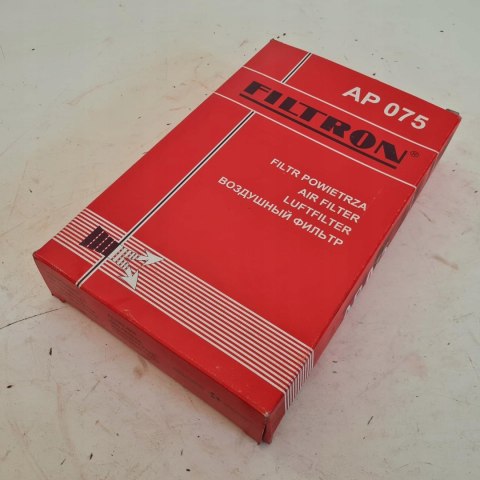 AP 075
FILTRON®
FILTR POWIETRZA
AIR FILTER
LUFTFILTER
ВОЗДУШНЫЙ ФИЛЬТР